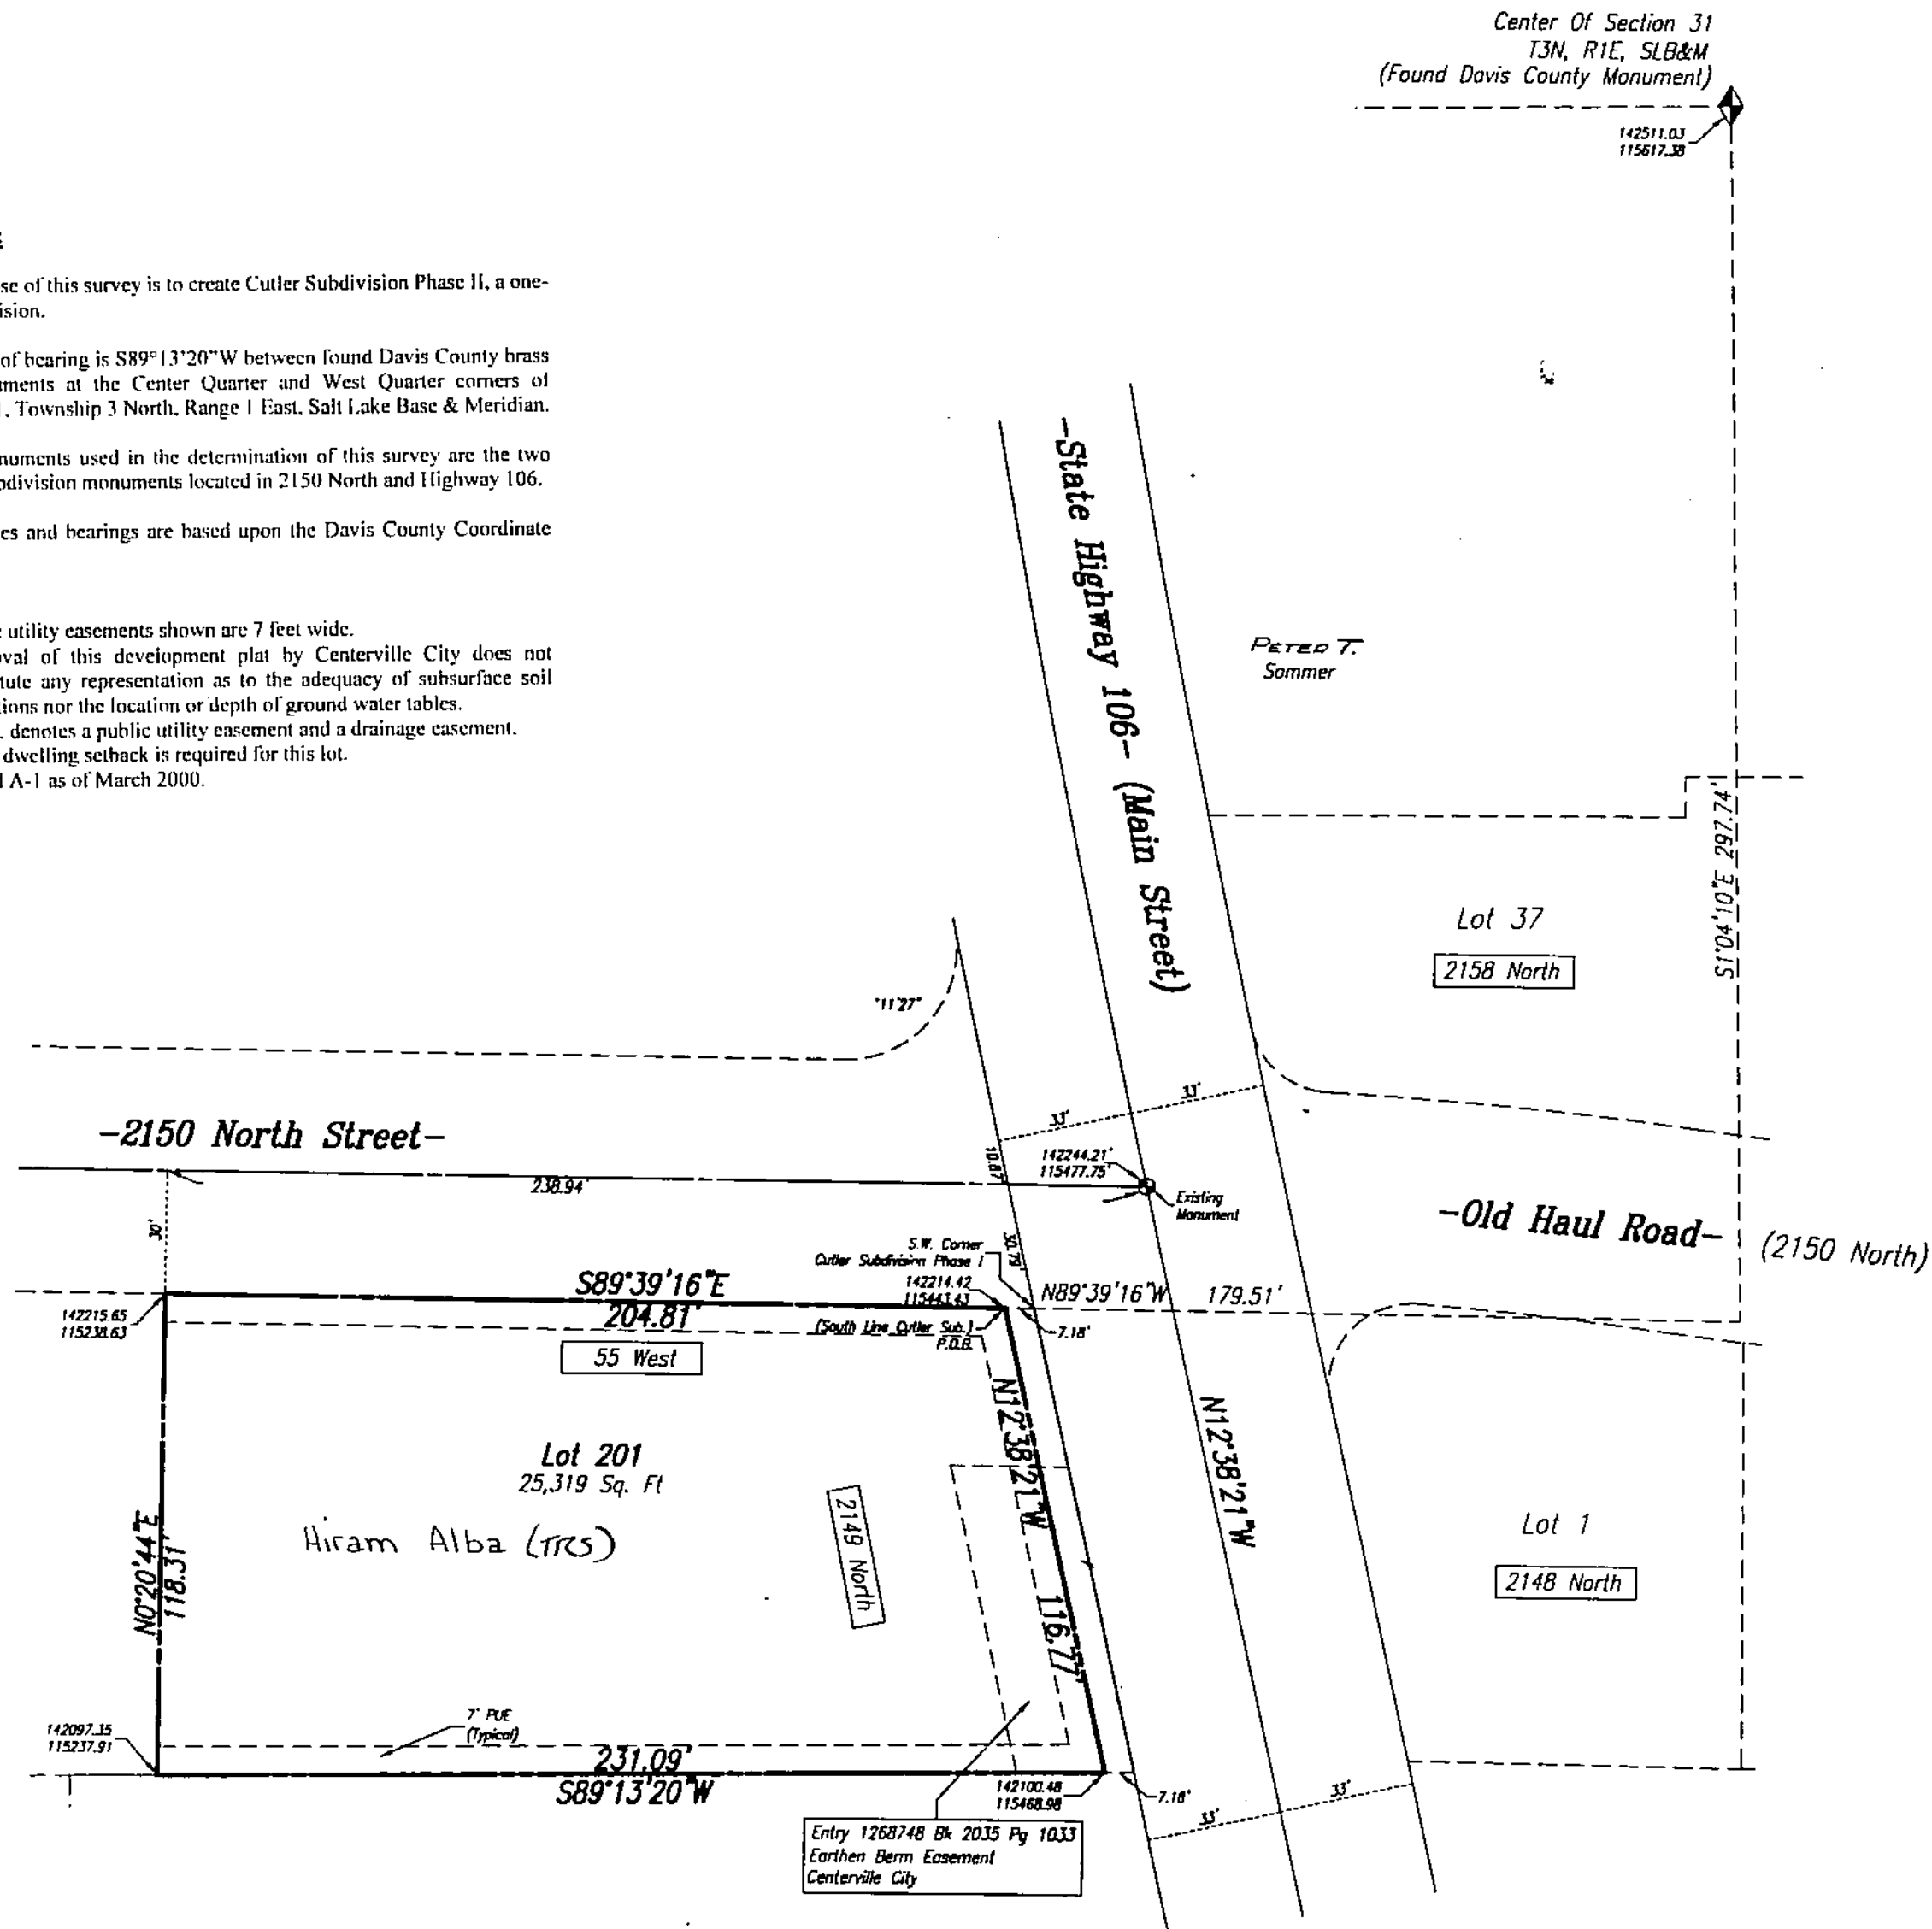 Center Of Section 31
T3N, R1E, SLB&M
(Found Davis County Monument)
142511.03
115617.38
se of this survey is to create Cutler Subdivision Phase II, a one-
ision.
of bearing is S89°13'20"W between found Davis County brass
uments at the Center Quarter and West Quarter corners of
, Township 3 North, Range 1 East, Salt Lake Base & Meridian.
numents used in the determination of this survey are the two
bdivision monuments located in 2150 North and Highway 106.
es and bearings are based upon the Davis County Coordinate
utility easements shown are 7 feet wide.
oval of this development plat by Centerville City does not
tute any representation as to the adequacy of subsurface soil
tions nor the location or depth of ground water tables.
. denotes a public utility easement and a drainage easement.
dwelling setback is required for this lot.
d A-1 as of March 2000.
-State Highway 106- (Main Street)
PETER T.
Sommer
S1°04'10"E 297.74'
Lot 37
2158 North
°11'27"
33'
33'
-2150 North Street-
10.87'
142244.21'
115477.75'
238.94'
Existing
Monument
-Old Haul Road-
(2150 North)
30'
30.79'
S.W. Corner
Cutler Subdivision Phase I
142214.42
115443.43
S89°39'16"E
204.81'
N89°39'16"W 179.51'
142215.65
115238.63
(South Line Cutler Sub.)
P.O.B.
7.18'
55 West
N12°38'21"W 116.77'
N12°38'21"W
Lot 201
25,319 Sq. Ft
Hiram Alba (TRS)
2149 North
N0°20'44"E
118.31'
Lot 1
2148 North
142097.35
115237.91
7' PUE
(Typical)
231.09'
S89°13'20"W
142100.48
115468.98
7.18'
33'
33'
Entry 1268748 Bk 2035 Pg 1033
Earthen Berm Easement
Centerville City